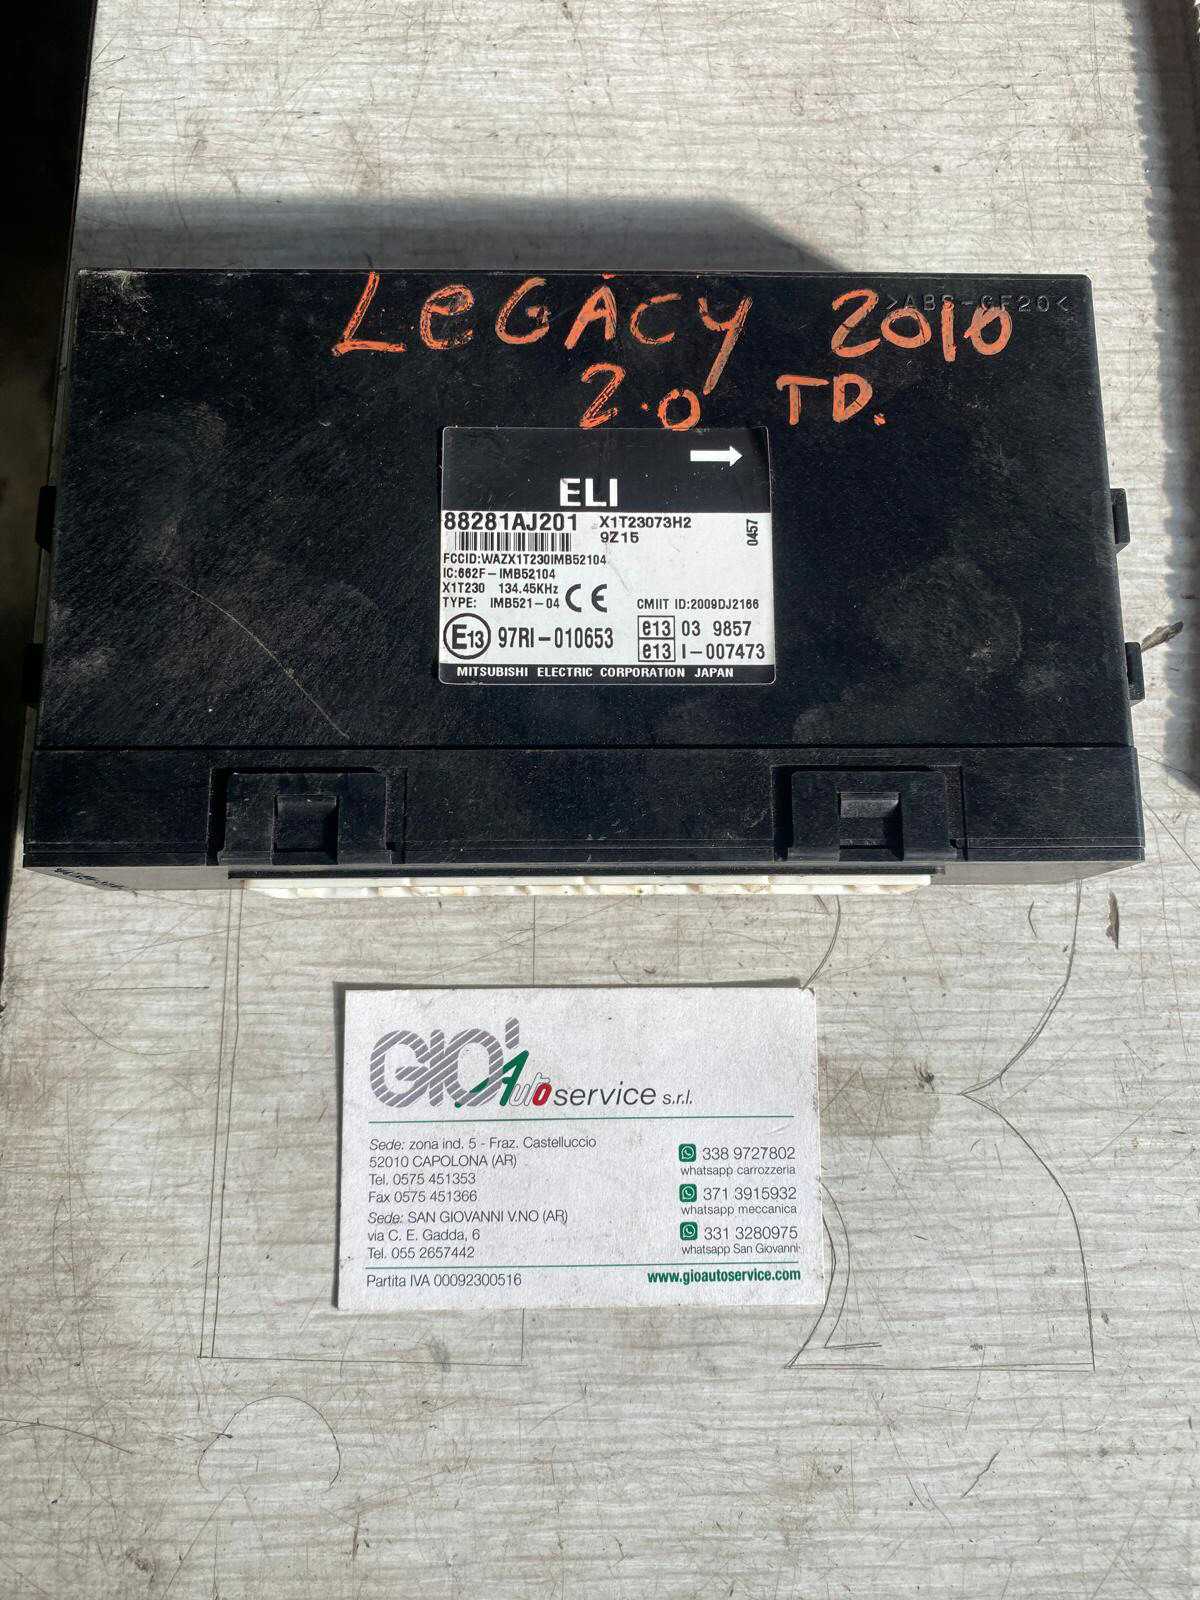 >ABS-GF20<
LeGACY 2010
2.0 TD.
ELI
88281AJ201 X1T23073H2
9Z15
0457
FCCID:WAZX1T230IMB52104
IC:662F-IMB52104
X1T230 134.45KHz
TYPE: IMB521-04 CE CMIIT ID:2009DJ2166
E13 97RI-010653 e13 03 9857
e13 I-007473
MITSUBISHI ELECTRIC CORPORATION JAPAN
GIO' Autoservice s.r.l.
Sede: zona ind. 5 - Fraz. Castelluccio
52010 CAPOLONA (AR)
Tel. 0575 451353
Fax 0575 451366
Sede: SAN GIOVANNI V.NO (AR)
via C. E. Gadda, 6
Tel. 055 2657442
338 9727802
whatsapp carrozzeria
371 3915932
whatsapp meccanica
331 3280975
whatsapp San Giovanni
Partita IVA 00092300516
www.gioautoservice.com